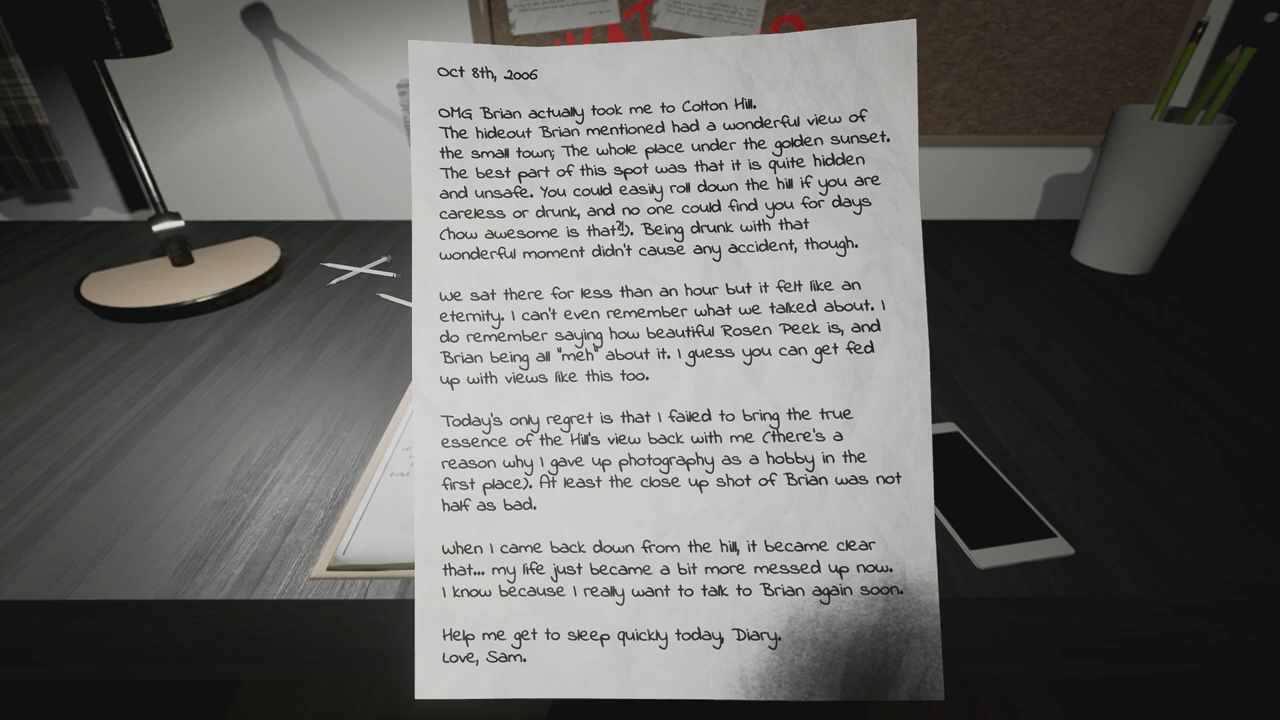 WHAT
Oct 8th, 2006
OMG Brian actually took me to Colton Hill.
The hideout Brian mentioned had a wonderful view of
the small town; The whole place under the golden sunset.
The best part of this spot was that it is quite hidden
and unsafe. You could easily roll down the hill if you are
careless or drunk, and no one could find you for days
(how awesome is that?!). Being drunk with that
wonderful moment didn't cause any accident, though.
we sat there for less than an hour but it felt like an
eternity. I can't even remember what we talked about. I
do remember saying how beautiful Rosen Peek is, and
Brian being all "meh" about it. I guess you can get fed
up with views like this too.
Today's only regret is that I failed to bring the true
essence of the Hill's view back with me (there's a
reason why I gave up photography as a hobby in the
first place). At least the close up shot of Brian was not
half as bad.
when I came back down from the hill, it became clear
that... my life just became a bit more messed up now.
I know because I really want to talk to Brian again soon.
Help me get to sleep quickly today, Diary.
Love, Sam.